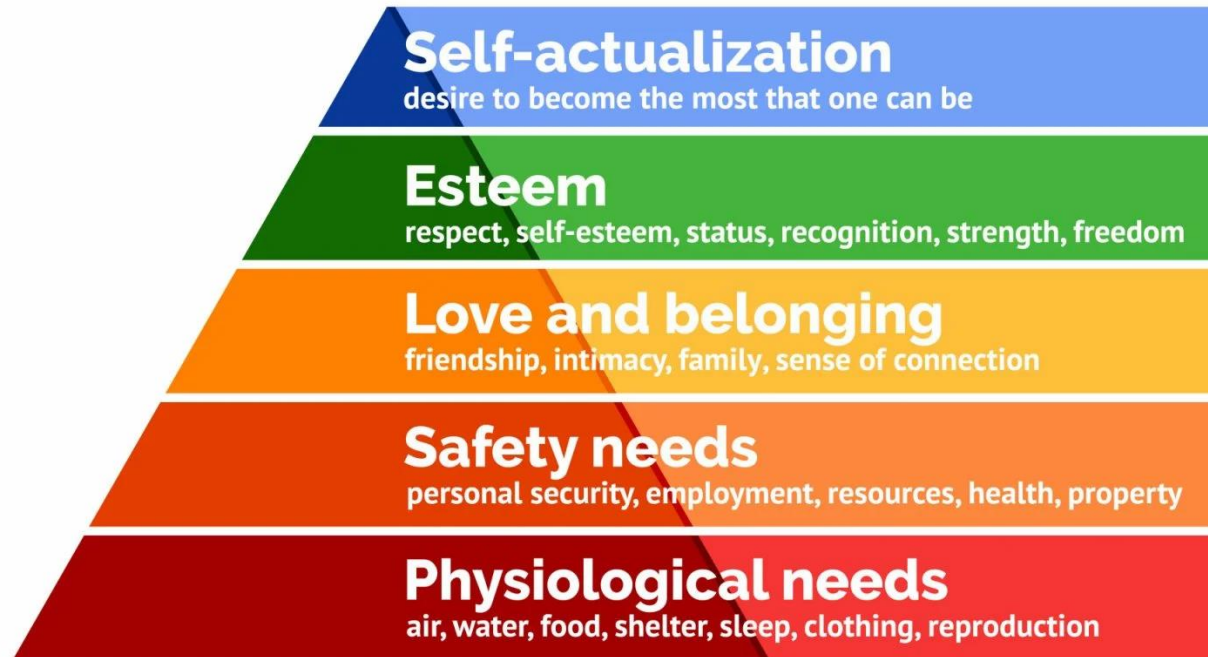 Self-actualization
desire to become the most that one can be
Esteem
respect, self-esteem, status, recognition, strength, freedom
Love and belonging
friendship, intimacy, family, sense of connection
Safety needs
personal security, employment, resources, health, property
Physiological needs
air, water, food, shelter, sleep, clothing, reproduction